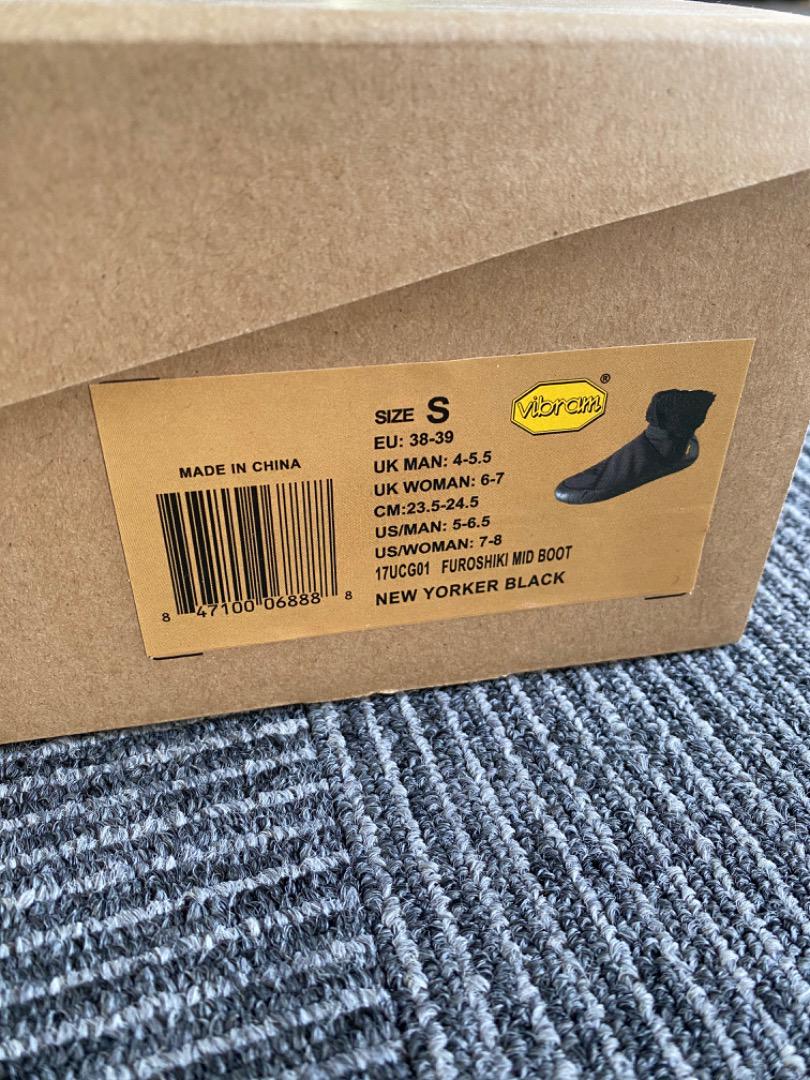 MADE IN CHINA
8 47100 06888 8
SIZE S
EU: 38-39
UK MAN: 4-5.5
UK WOMAN: 6-7
CM:23.5-24.5
US/MAN: 5-6.5
US/WOMAN: 7-8
17UCG01 FUROSHIKI MID BOOT
NEW YORKER BLACK
vibram®